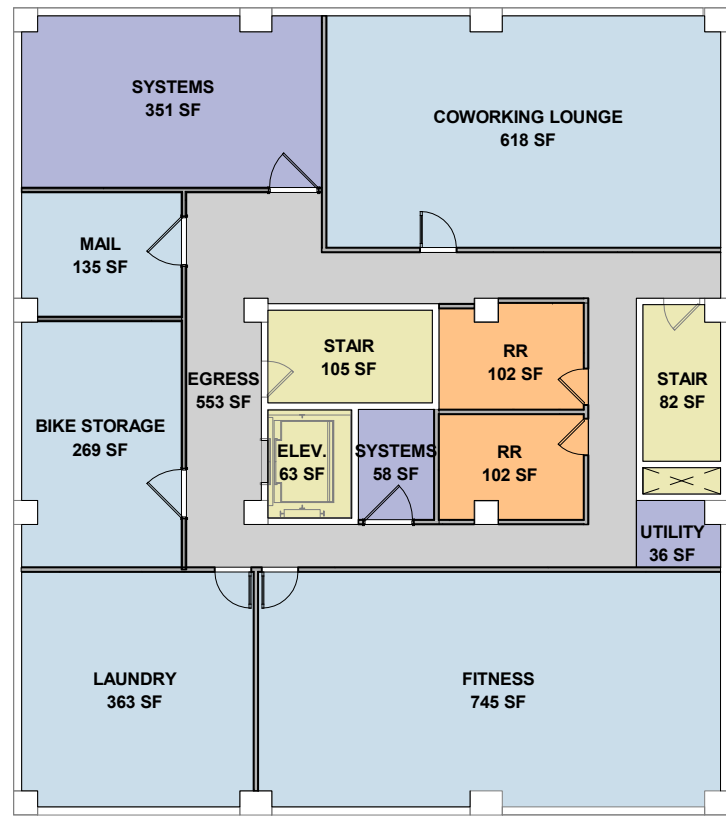 SYSTEMS
351 SF
COWORKING LOUNGE
618 SF
MAIL
135 SF
STAIR
105 SF
RR
102 SF
EGRESS
553 SF
STAIR
82 SF
BIKE STORAGE
269 SF
ELEV.
63 SF
SYSTEMS
58 SF
RR
102 SF
UTILITY
36 SF
LAUNDRY
363 SF
FITNESS
745 SF